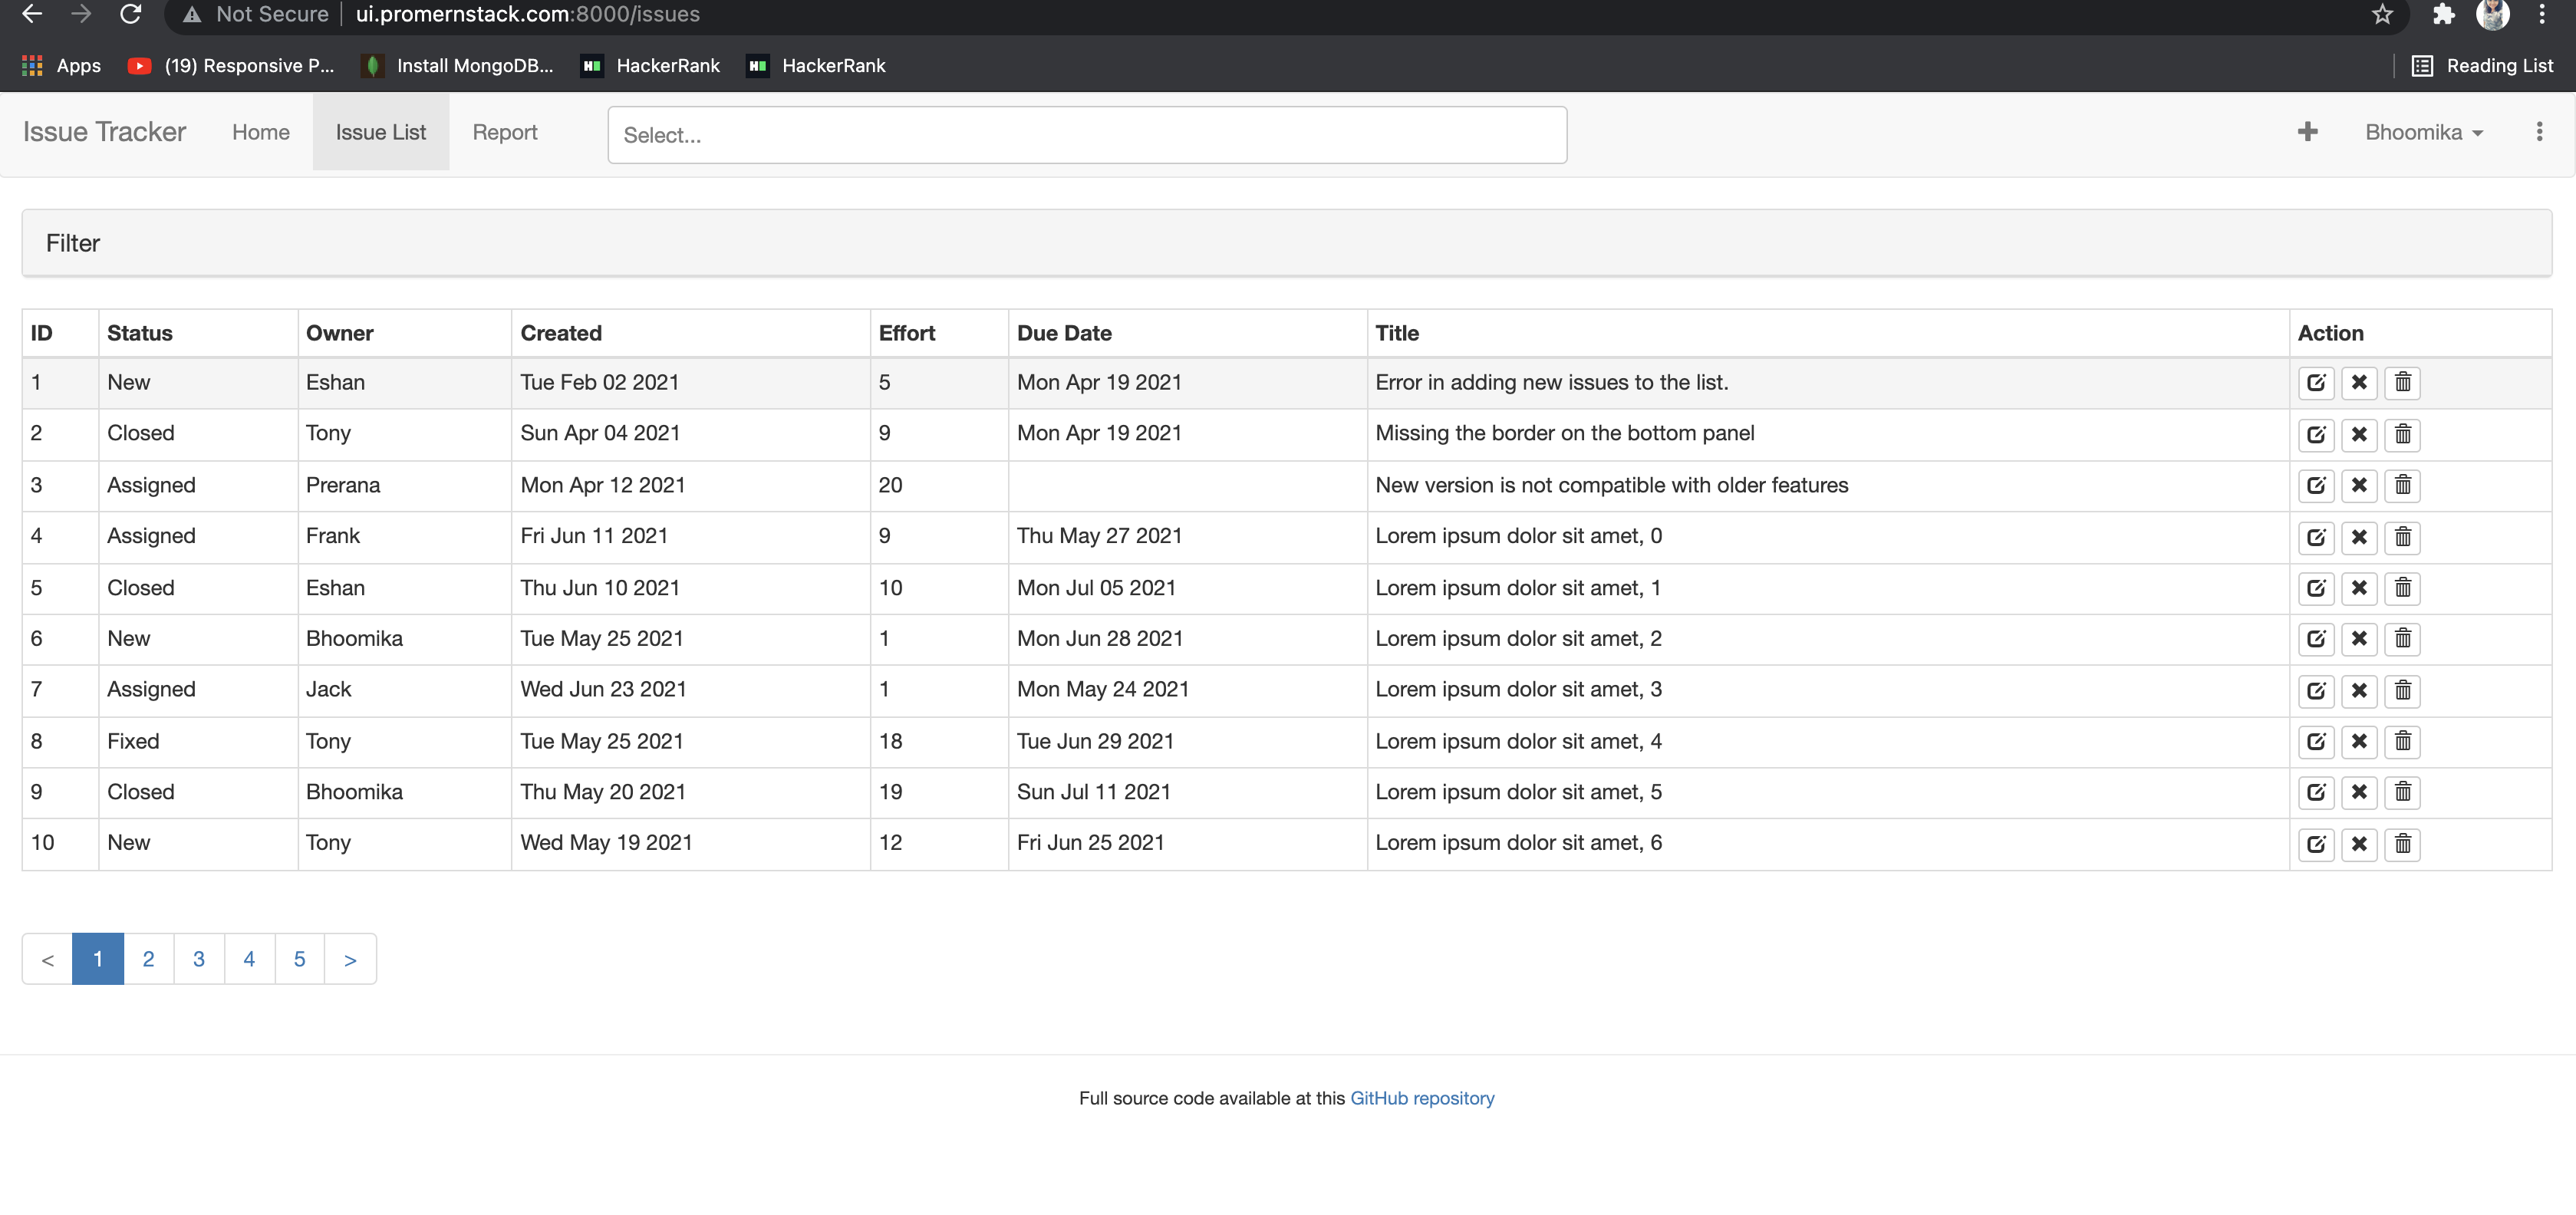 Not Secure | ui.promernstack.com:8000/issues
Apps (19) Responsive P... Install MongoDB... HackerRank HackerRank Reading List
Issue Tracker Home Issue List Report Select... + Bhoomika
Filter
ID Status Owner Created Effort Due Date Title Action
1 New Eshan Tue Feb 02 2021 5 Mon Apr 19 2021 Error in adding new issues to the list.
2 Closed Tony Sun Apr 04 2021 9 Mon Apr 19 2021 Missing the border on the bottom panel
3 Assigned Prerana Mon Apr 12 2021 20 New version is not compatible with older features
4 Assigned Frank Fri Jun 11 2021 9 Thu May 27 2021 Lorem ipsum dolor sit amet, 0
5 Closed Eshan Thu Jun 10 2021 10 Mon Jul 05 2021 Lorem ipsum dolor sit amet, 1
6 New Bhoomika Tue May 25 2021 1 Mon Jun 28 2021 Lorem ipsum dolor sit amet, 2
7 Assigned Jack Wed Jun 23 2021 1 Mon May 24 2021 Lorem ipsum dolor sit amet, 3
8 Fixed Tony Tue May 25 2021 18 Tue Jun 29 2021 Lorem ipsum dolor sit amet, 4
9 Closed Bhoomika Thu May 20 2021 19 Sun Jul 11 2021 Lorem ipsum dolor sit amet, 5
10 New Tony Wed May 19 2021 12 Fri Jun 25 2021 Lorem ipsum dolor sit amet, 6
< 1 2 3 4 5 >
Full source code available at this GitHub repository